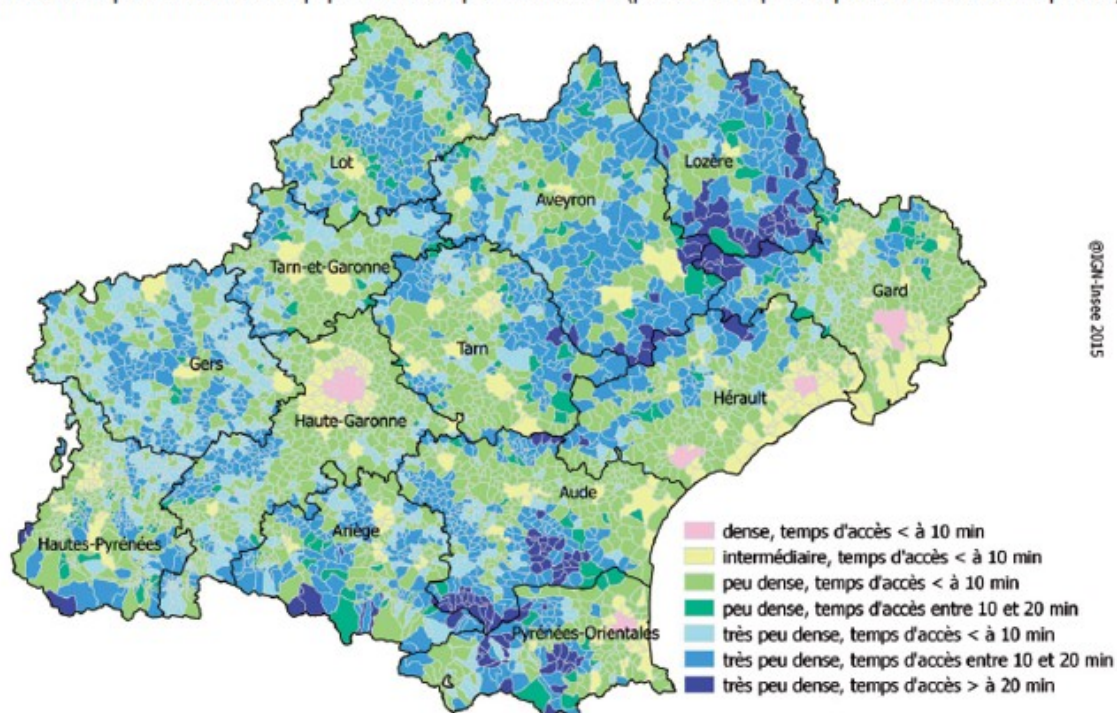 Lot
Lozère
Aveyron
Tarn-et-Garonne
Gard
Gers
Tarn
Hérault
Haute-Garonne
Aude
Ariège
Hautes-Pyrénées
Pyrénées-Orientales
@IGN-Insee 2015
dense, temps d'accès < à 10 min
intermédiaire, temps d'accès < à 10 min
peu dense, temps d'accès < à 10 min
peu dense, temps d'accès entre 10 et 20 min
très peu dense, temps d'accès < à 10 min
très peu dense, temps d'accès entre 10 et 20 min
très peu dense, temps d'accès > à 20 min